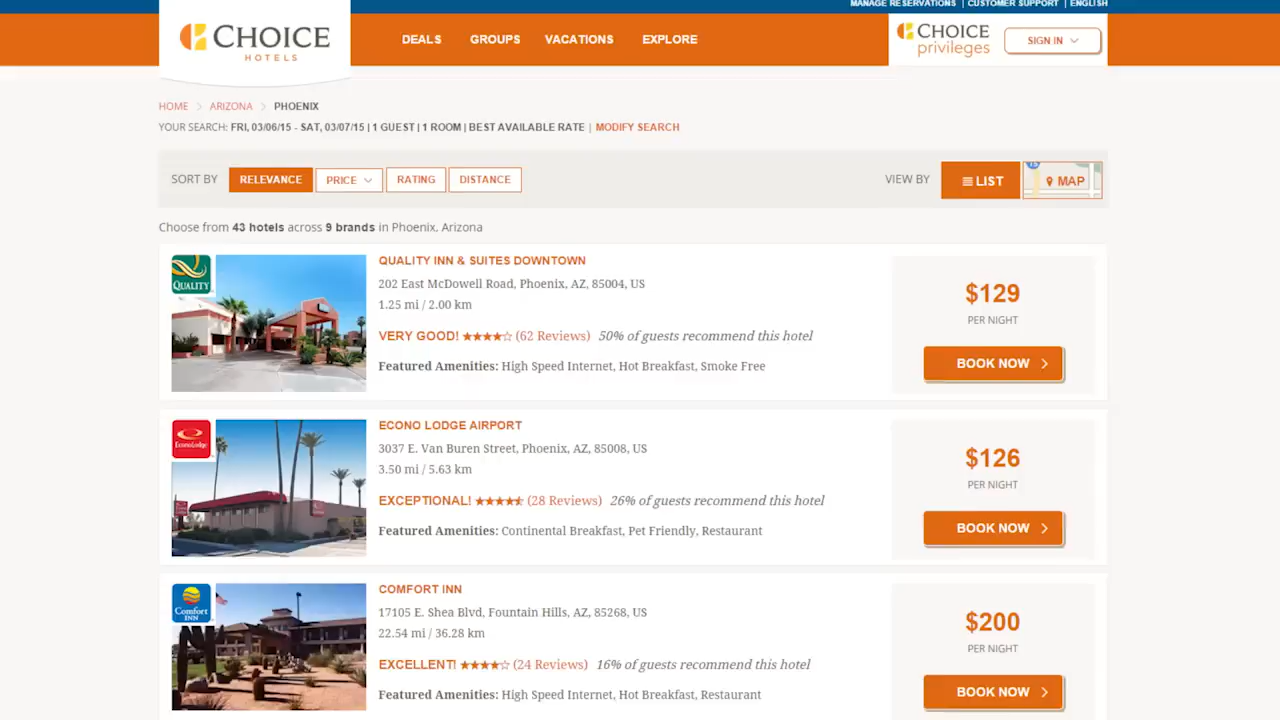 MANAGE RESERVATIONS | CUSTOMER SUPPORT | ENGLISH
CHOICE
HOTELS
DEALS GROUPS VACATIONS EXPLORE
CHOICE
privileges
SIGN IN
HOME > ARIZONA > PHOENIX
YOUR SEARCH: FRI, 03/06/15 - SAT, 03/07/15 | 1 GUEST | 1 ROOM | BEST AVAILABLE RATE | MODIFY SEARCH
SORT BY RELEVANCE PRICE RATING DISTANCE VIEW BY LIST MAP
Choose from 43 hotels across 9 brands in Phoenix, Arizona
QUALITY
QUALITY INN & SUITES DOWNTOWN
202 East McDowell Road, Phoenix, AZ, 85004, US
1.25 mi / 2.00 km
VERY GOOD! ★★★★☆ (62 Reviews) 50% of guests recommend this hotel
Featured Amenities: High Speed Internet, Hot Breakfast, Smoke Free
$129
PER NIGHT
BOOK NOW
EconoLodge
ECONO LODGE AIRPORT
3037 E. Van Buren Street, Phoenix, AZ, 85008, US
3.50 mi / 5.63 km
EXCEPTIONAL! (28 Reviews) 26% of guests recommend this hotel
Featured Amenities: Continental Breakfast, Pet Friendly, Restaurant
$126
PER NIGHT
BOOK NOW
Comfort
INN
COMFORT INN
17105 E. Shea Blvd, Fountain Hills, AZ, 85268, US
22.54 mi / 36.28 km
EXCELLENT! ★★★★☆ (24 Reviews) 16% of guests recommend this hotel
Featured Amenities: High Speed Internet, Hot Breakfast, Restaurant
$200
PER NIGHT
BOOK NOW